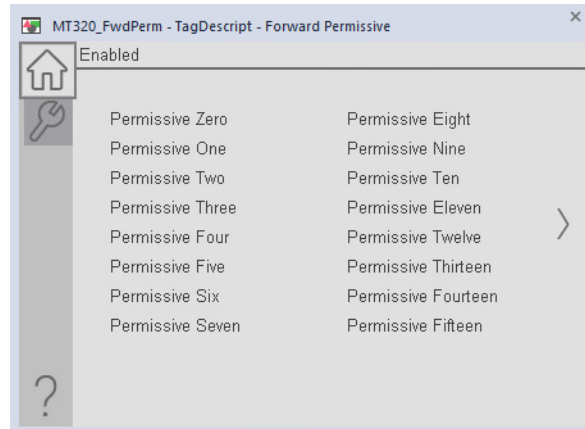 MT320_FwdPerm - TagDescript - Forward Permissive
Enabled
Permissive Zero
Permissive One
Permissive Two
Permissive Three
Permissive Four
Permissive Five
Permissive Six
Permissive Seven
Permissive Eight
Permissive Nine
Permissive Ten
Permissive Eleven
Permissive Twelve
Permissive Thirteen
Permissive Fourteen
Permissive Fifteen
?